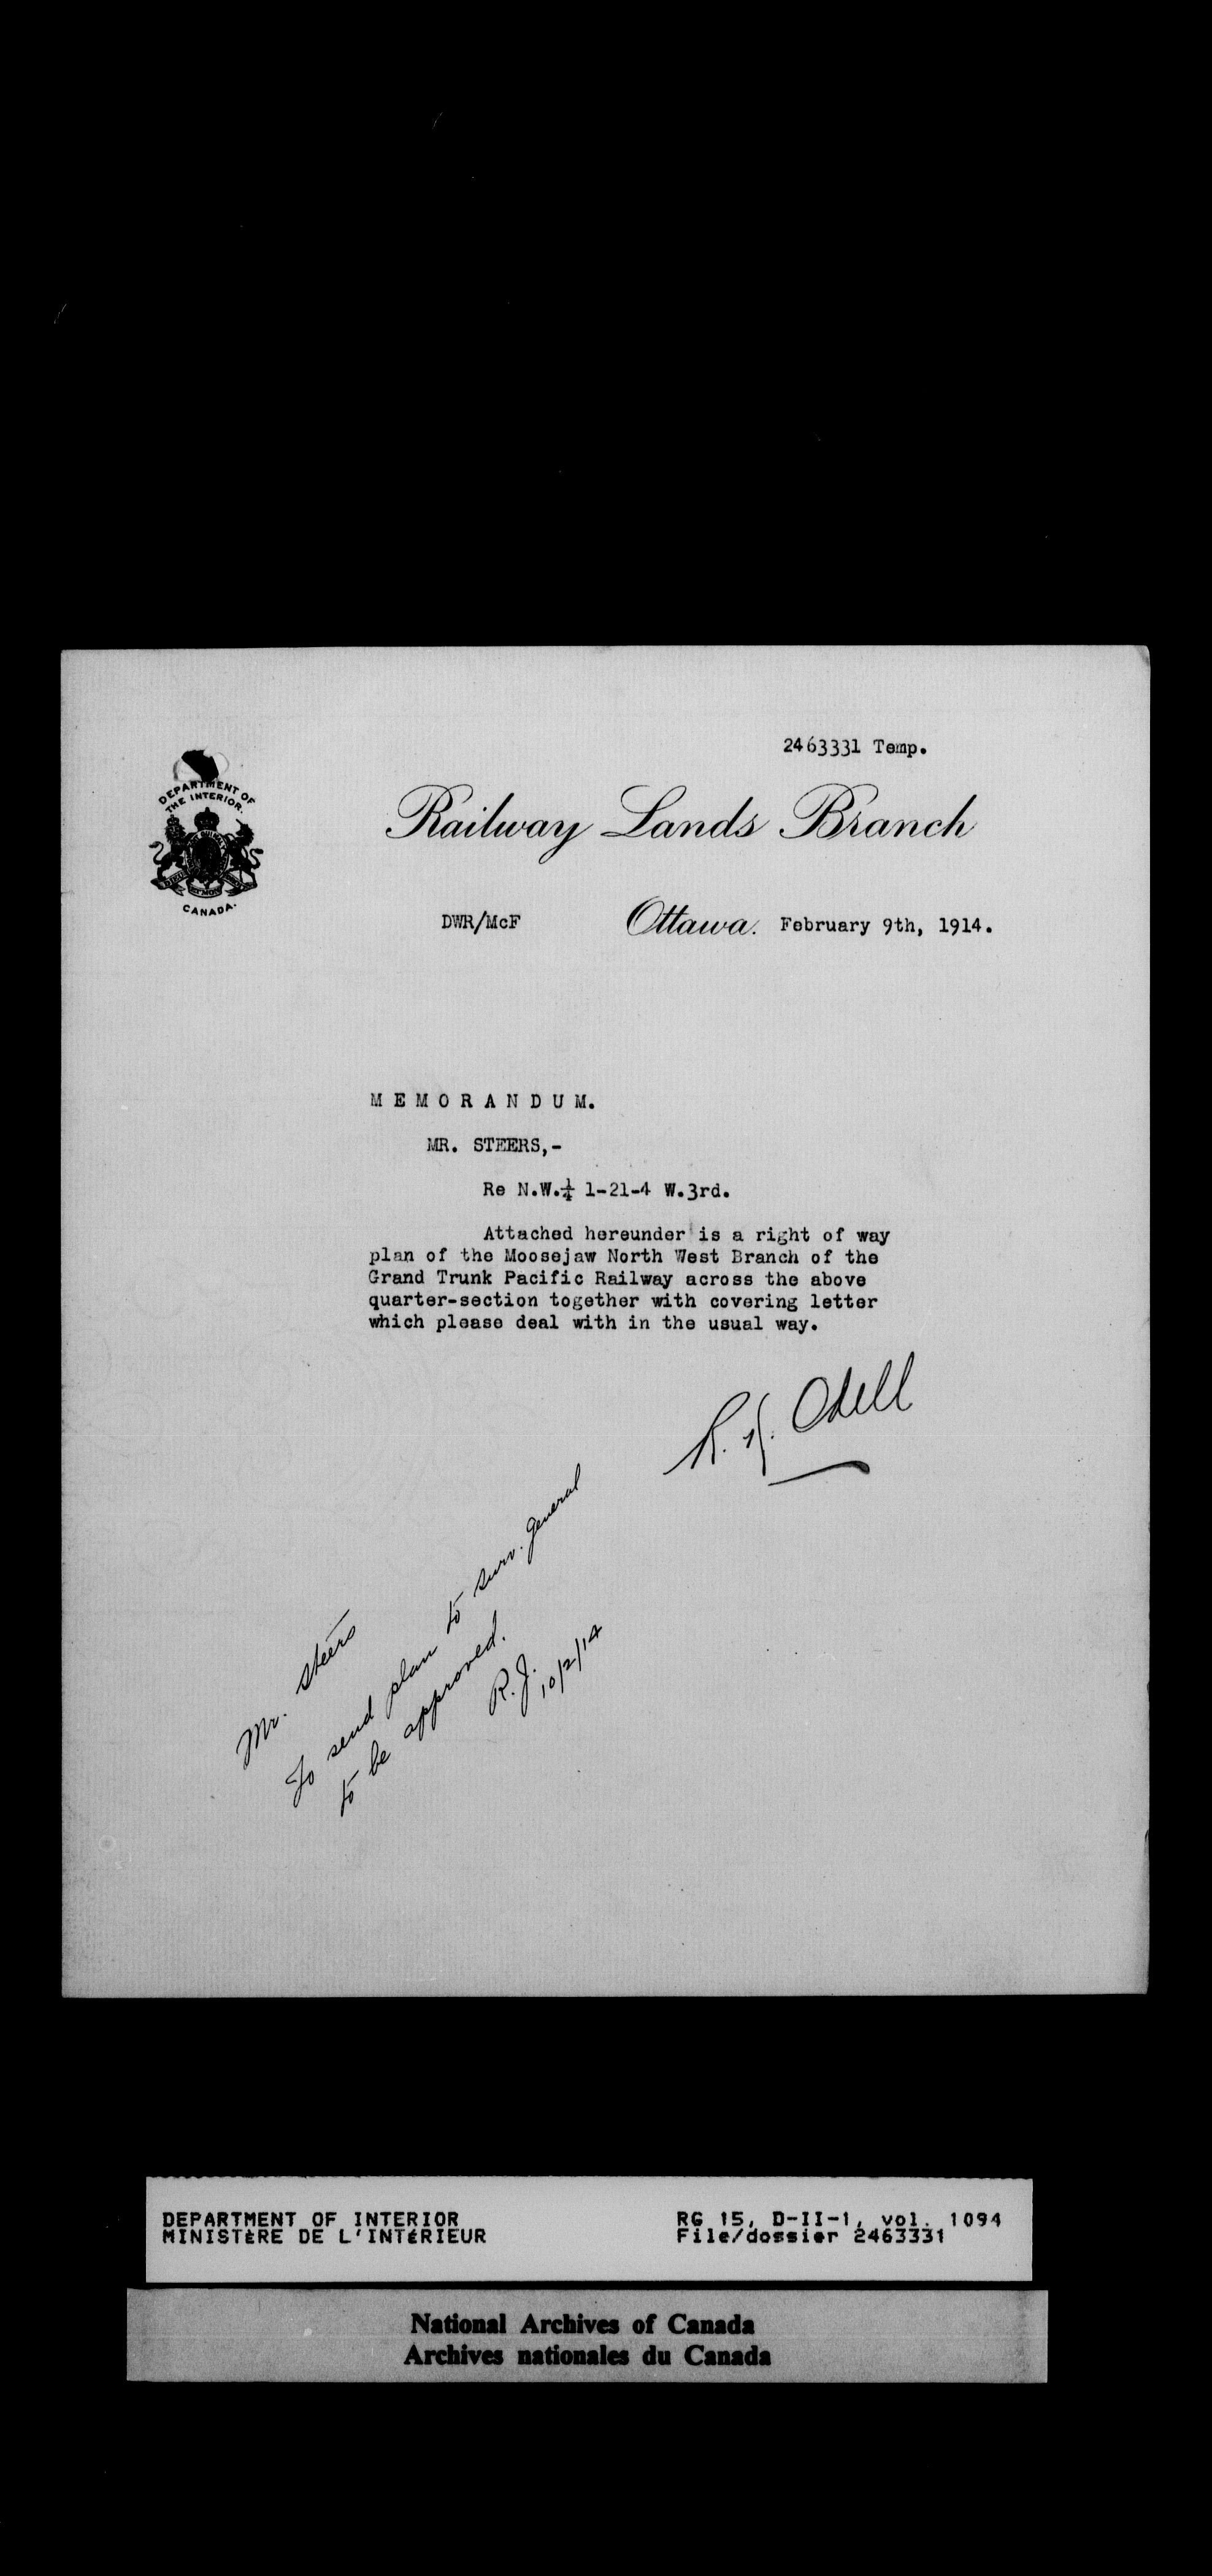 2463331 Temp.
DEPARTMENT OF
THE INTERIOR.
CANADA.
Railway Lands Branch
DWR/McF Ottawa. February 9th, 1914.
MEMORANDUM.
MR. STEERS,-
Re N.W.¼ 1-21-4 W.3rd.
Attached hereunder is a right of way
plan of the Moosejaw North West Branch of the
Grand Trunk Pacific Railway across the above
quarter-section together with covering letter
which please deal with in the usual way.
Odell
Mr. Steers
To send plan to Surv. General
to be approved.
R.J.
10/2/14
DEPARTMENT OF INTERIOR
MINISTÈRE DE L'INTÉRIEUR
RG 15, D-II-1, vol. 1094
File/dossier 2463331
National Archives of Canada
Archives nationales du Canada